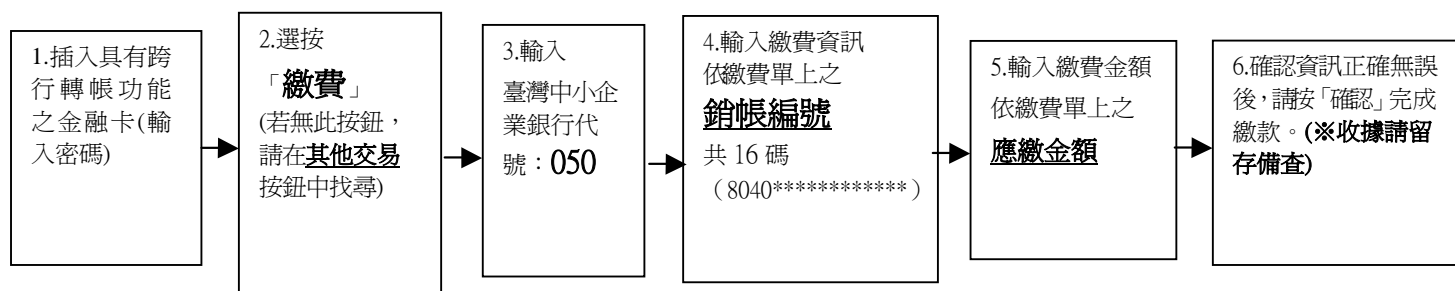 1.插入具有跨
行轉帳功能
之金融卡(輸
入密碼)
2.選按
「繳費」
(若無此按鈕，
請在其他交易
按鈕中找尋)
3.輸入
臺灣中小企
業銀行代
號：050
4.輸入繳費資訊
依繳費單上之
銷帳編號
共 16 碼
（8040************）
5.輸入繳費金額
依繳費單上之
應繳金額
6.確認資訊正確無誤
後，請按「確認」完成
繳款。(※收據請留
存備查)